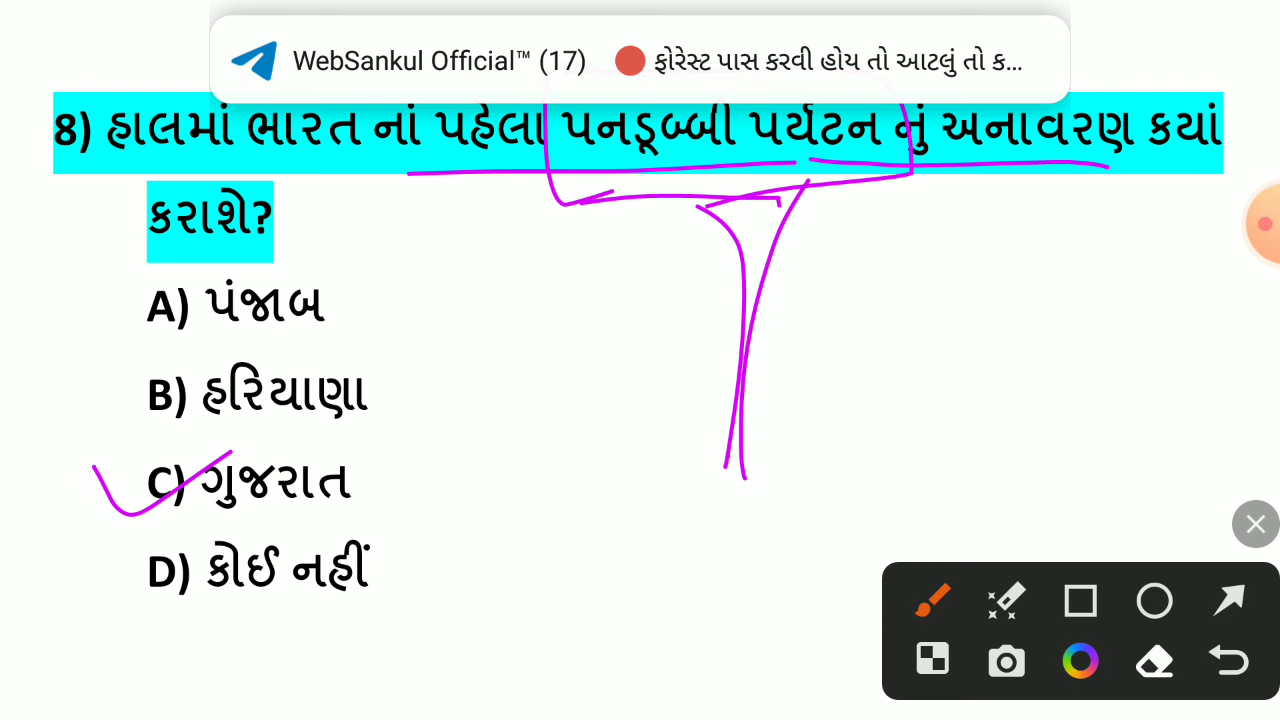 WebSankul Official™ (17) 🔴 ફોરેસ્ટ પાસ કરવી હોય તો આટલું તો ક...
8) હાલમાં ભારત નાં પહેલા પનડૂબ્બી પર્યટન નું અનાવરણ કયાં
કરાશે?
A) પંજાબ
B) હરિયાણા
C) ગુજરાત
D) કોઈ નહીં